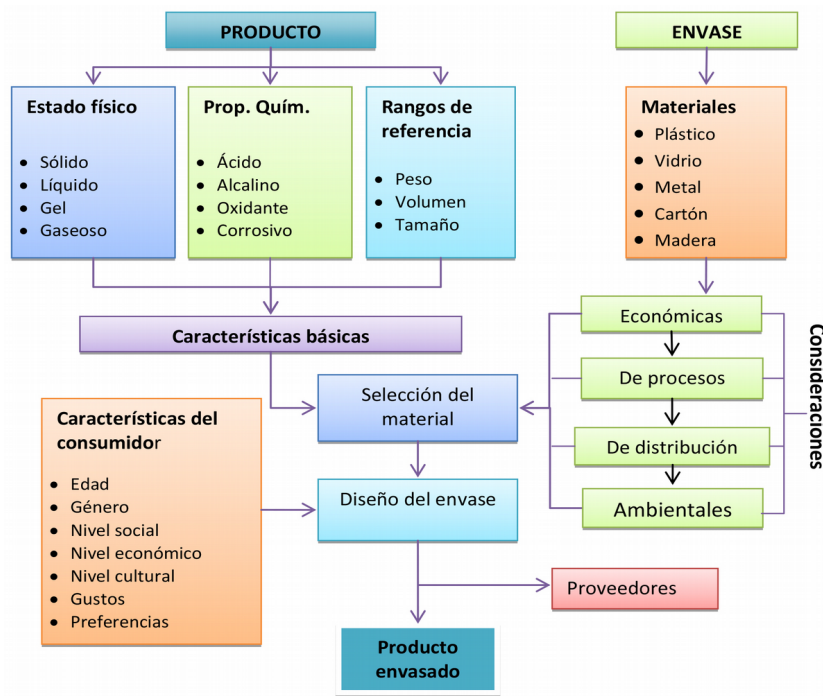 PRODUCTO
ENVASE
Estado físico
• Sólido
• Líquido
• Gel
• Gaseoso
Prop. Quím.
• Ácido
• Alcalino
• Oxidante
• Corrosivo
Rangos de
referencia
• Peso
• Volumen
• Tamaño
Materiales
• Plástico
• Vidrio
• Metal
• Cartón
• Madera
Características básicas
Económicas
De procesos
De distribución
Ambientales
Consideraciones
Selección del
material
Características del
consumidor
• Edad
• Género
• Nivel social
• Nivel económico
• Nivel cultural
• Gustos
• Preferencias
Diseño del envase
Proveedores
Producto
envasado